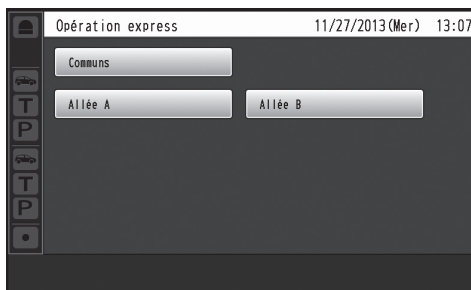 Opération express 11/27/2013(Mer) 13:07
Communs
Allée A Allée B
T
P
T
P